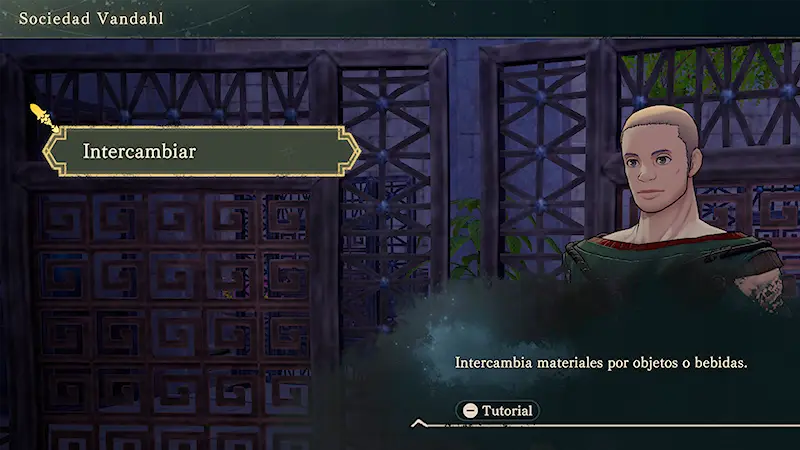 Sociedad Vandahl
Intercambiar
Intercambia materiales por objetos o bebidas.
Tutorial